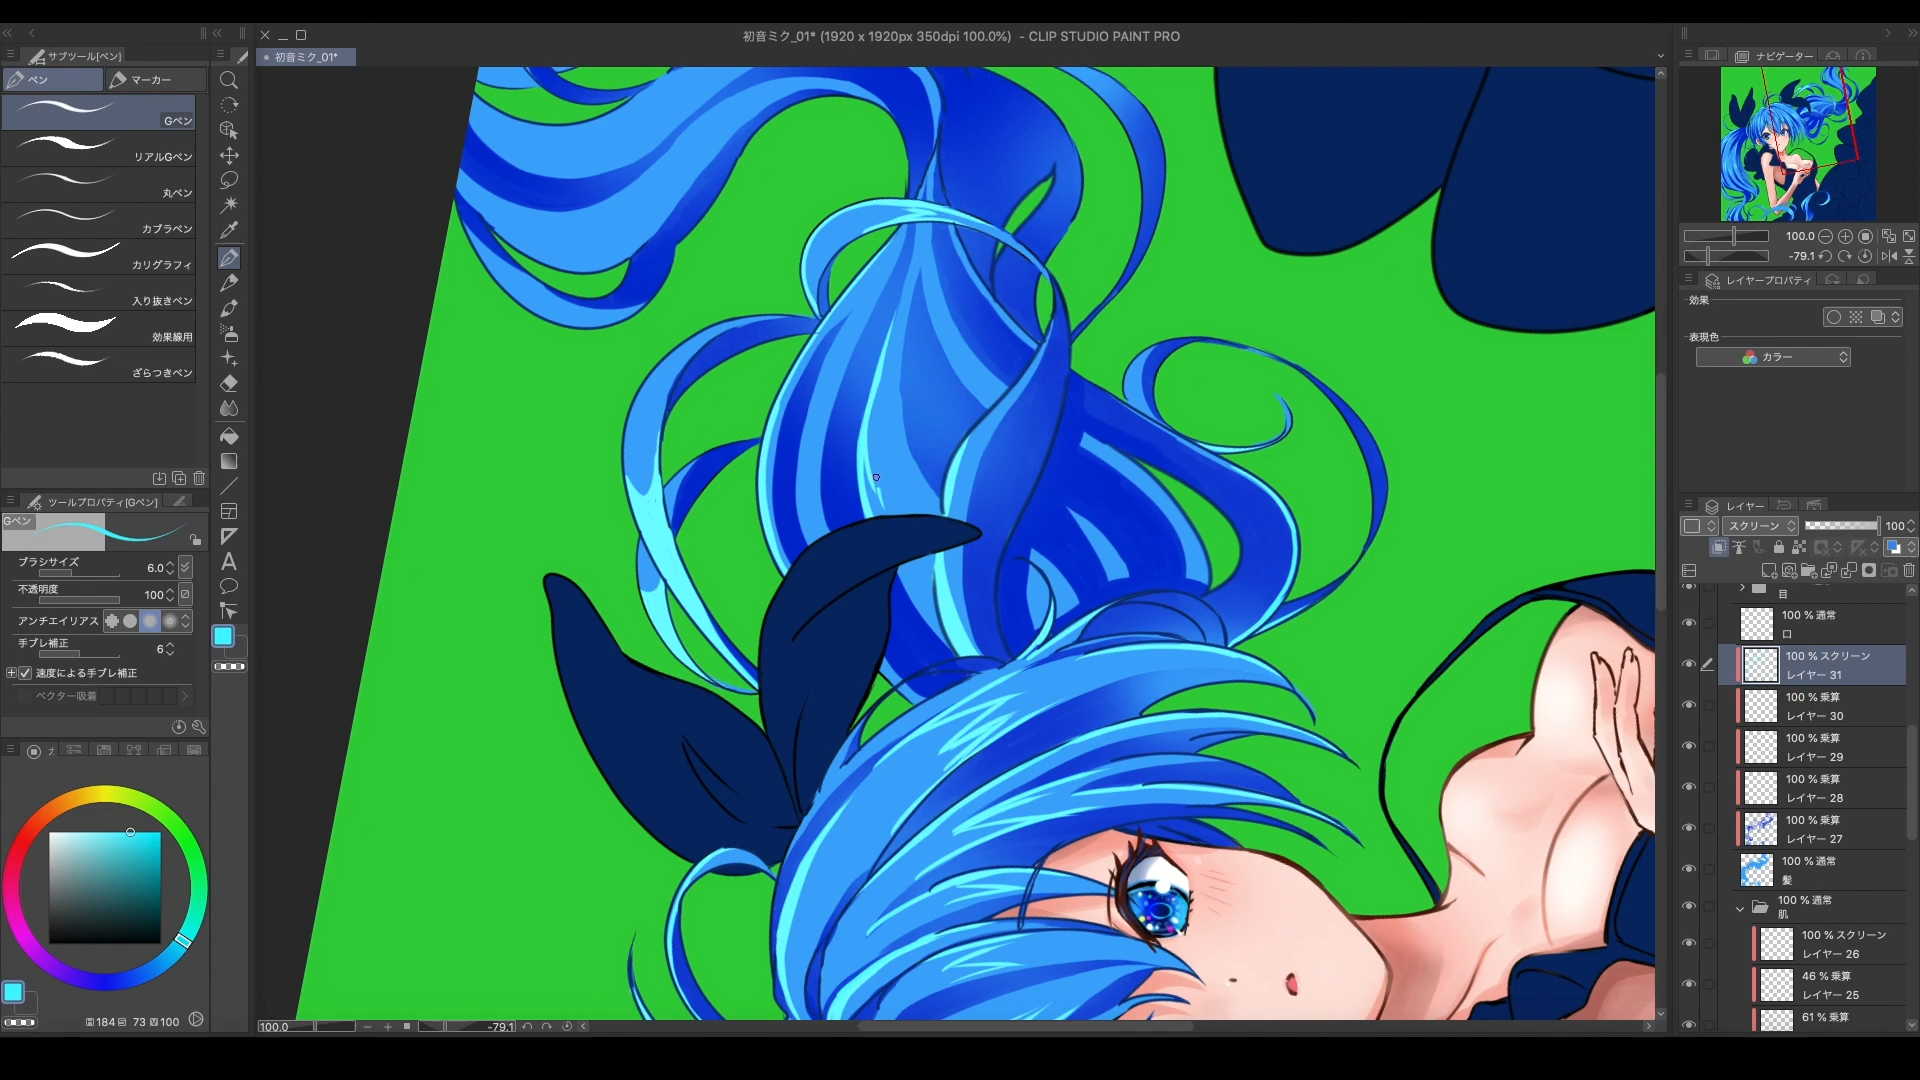 初音ミク_01* (1920 x 1920px 350dpi 100.0%) - CLIP STUDIO PAINT PRO
初音ミク_01*
サブツール[ペン]
ペン
マーカー
Gペン
リアルGペン
丸ペン
カブラペン
カリグラフィ
入り抜きペン
効果線用
ざらつきペン
ツールプロパティ[Gペン]
Gペン
ブラシサイズ 6.0
不透明度 100
アンチエイリアス
手ブレ補正 6
速度による手ブレ補正
ベクター吸着
184 73 100
100.0
-79.1
ナビゲーター
100.0
-79.1
レイヤープロパティ
効果
表現色
カラー
レイヤー
スクリーン 100
目
100 % 通常
口
100 % スクリーン
レイヤー 31
100 % 乗算
レイヤー 30
100 % 乗算
レイヤー 29
100 % 乗算
レイヤー 28
100 % 乗算
レイヤー 27
100 % 通常
髪
100 % 通常
肌
100 % スクリーン
レイヤー 26
46 % 乗算
レイヤー 25
61 % 乗算